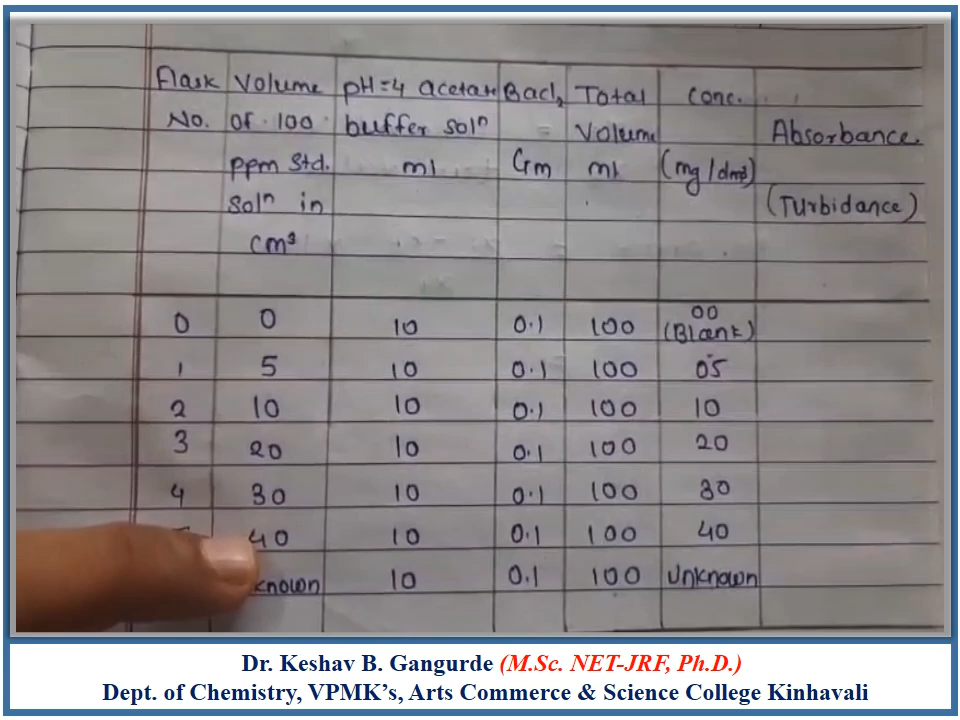 Flask Volume pH=4 acetate Bacl2 Total Conc.
No. of 100 buffer solⁿ Volume Absorbance.
ppm Std. ml Gm ml (mg/dm³)
solⁿ in (Turbidance)
cm³
0 0 10 0.1 100 00
(Blank)
1 5 10 0.1 100 05
2 10 10 0.1 100 10
3 20 10 0.1 100 20
4 30 10 0.1 100 30
40 10 0.1 100 40
10 0.1 100 Unknown
Dr. Keshav B. Gangurde (M.Sc. NET-JRF, Ph.D.)
Dept. of Chemistry, VPMK’s, Arts Commerce & Science College Kinhavali